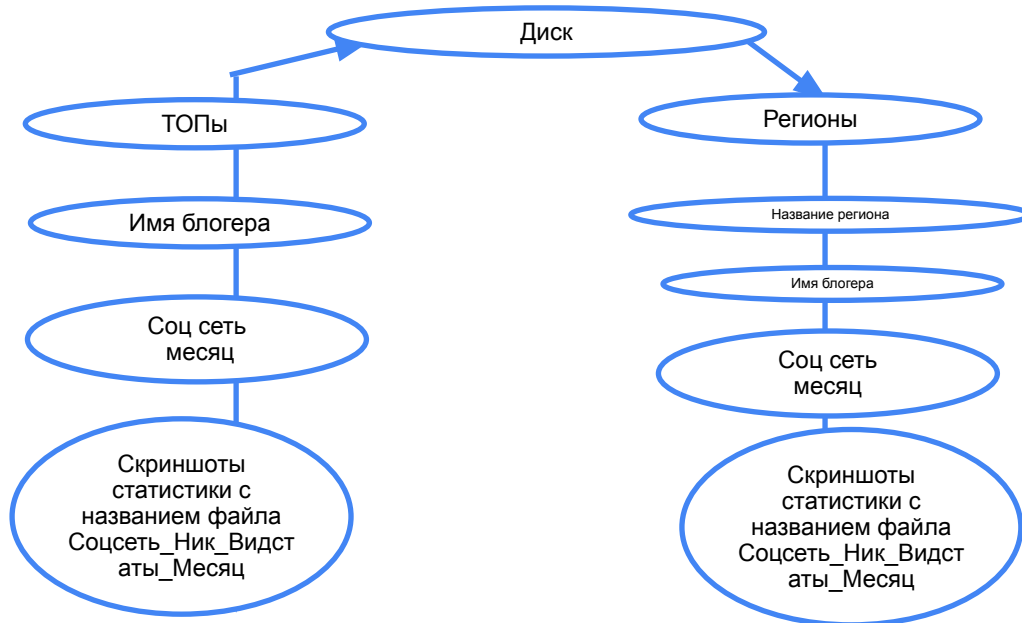 Диск
ТОПы
Имя блогера
Соц сеть
месяц
Скриншоты
статистики с
названием файла
Соцсеть_Ник_Видст
аты_Месяц
Регионы
Название региона
Имя блогера
Соц сеть
месяц
Скриншоты
статистики с
названием файла
Соцсеть_Ник_Видст
аты_Месяц